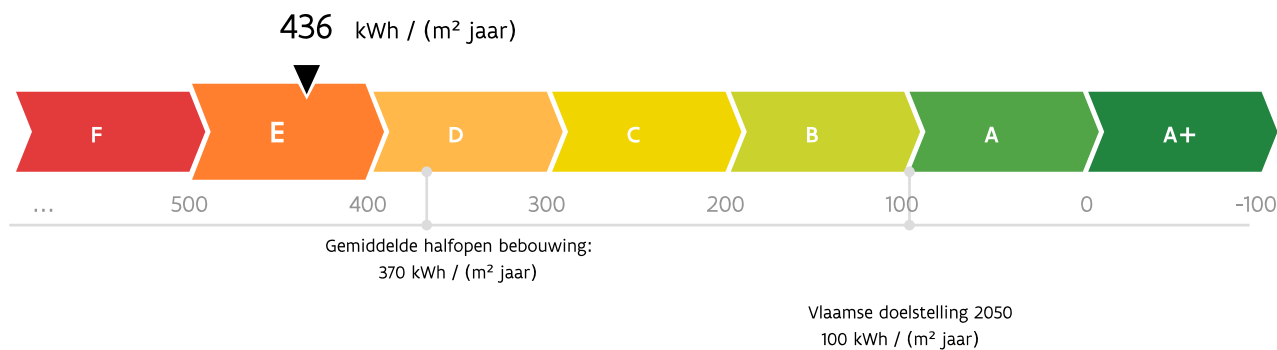 436 kWh / (m² jaar)
F E D C B A A+
... 500 400 300 200 100 0 -100
Gemiddelde halfopen bebouwing:
370 kWh / (m² jaar)
Vlaamse doelstelling 2050
100 kWh / (m² jaar)